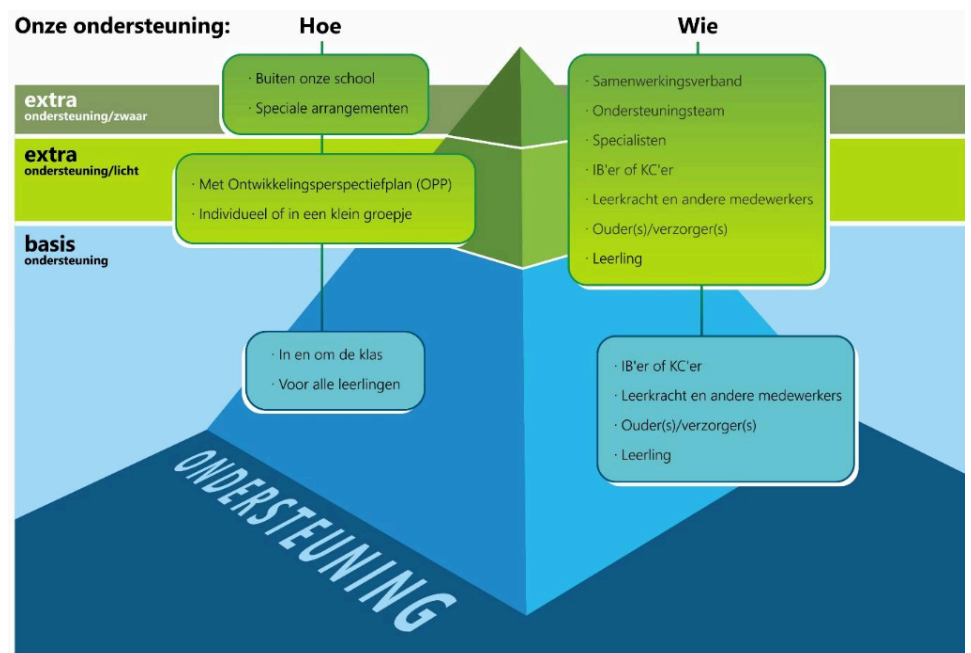 Onze ondersteuning:
Hoe
Wie
extra
ondersteuning/zwaar
· Buiten onze school
· Speciale arrangementen
extra
ondersteuning/licht
· Met Ontwikkelingsperspectiefplan (OPP)
· Individueel of in een klein groepje
basis
ondersteuning
· In en om de klas
· Voor alle leerlingen
· Samenwerkingsverband
· Ondersteuningsteam
· Specialisten
· IB'er of KC'er
· Leerkracht en andere medewerkers
· Ouder(s)/verzorger(s)
· Leerling
· IB'er of KC'er
· Leerkracht en andere medewerkers
· Ouder(s)/verzorger(s)
· Leerling
ONDERSTEUNING